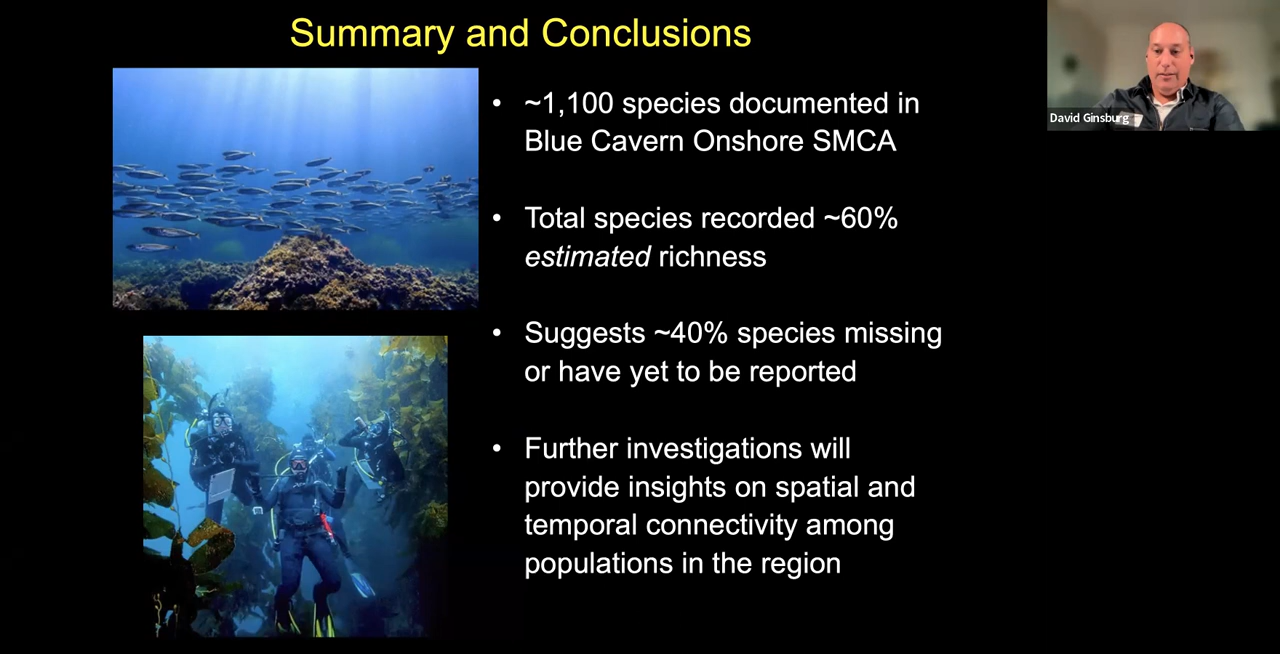 Summary and Conclusions
• ~1,100 species documented in
Blue Cavern Onshore SMCA
• Total species recorded ~60%
estimated richness
• Suggests ~40% species missing
or have yet to be reported
• Further investigations will
provide insights on spatial and
temporal connectivity among
populations in the region
David Ginsburg